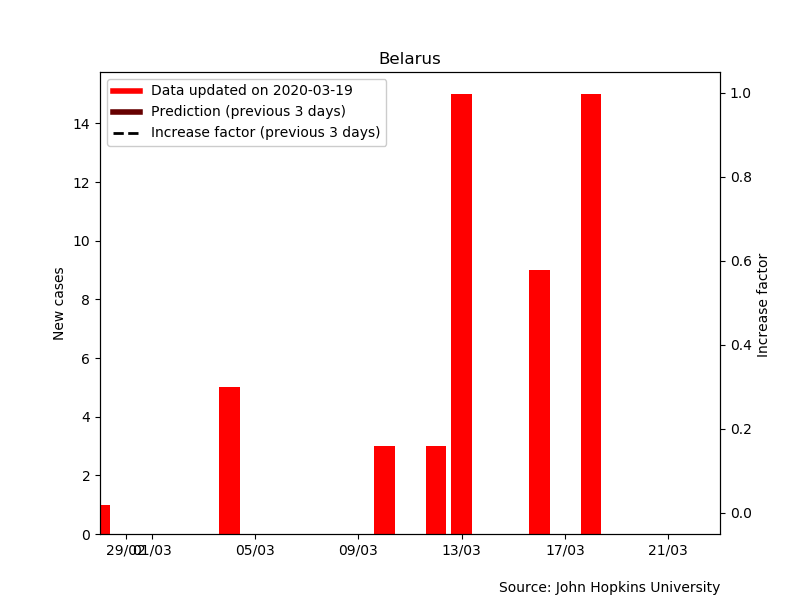 Belarus
Data updated on 2020-03-19
Prediction (previous 3 days)
Increase factor (previous 3 days)
New cases
14
12
10
8
6
4
2
0
1.0
0.8
0.6
0.4
0.2
0.0
Increase factor
29/02 01/03 05/03 09/03 13/03 17/03 21/03
Source: John Hopkins University